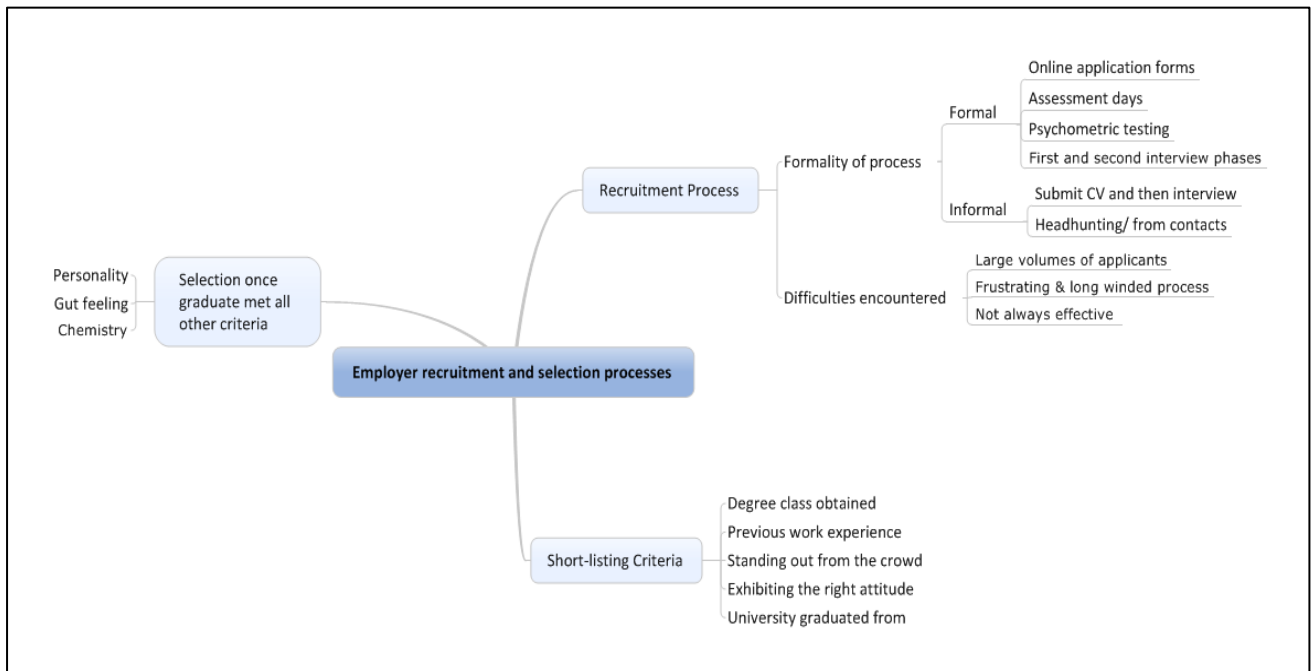 Online application forms
Assessment days
Formal
Psychometric testing
First and second interview phases
Formality of process
Recruitment Process
Submit CV and then interview
Informal
Headhunting/ from contacts
Large volumes of applicants
Difficulties encountered
Frustrating & long winded process
Not always effective
Personality
Gut feeling
Chemistry
Selection once
graduate met all
other criteria
Employer recruitment and selection processes
Short-listing Criteria
Degree class obtained
Previous work experience
Standing out from the crowd
Exhibiting the right attitude
University graduated from